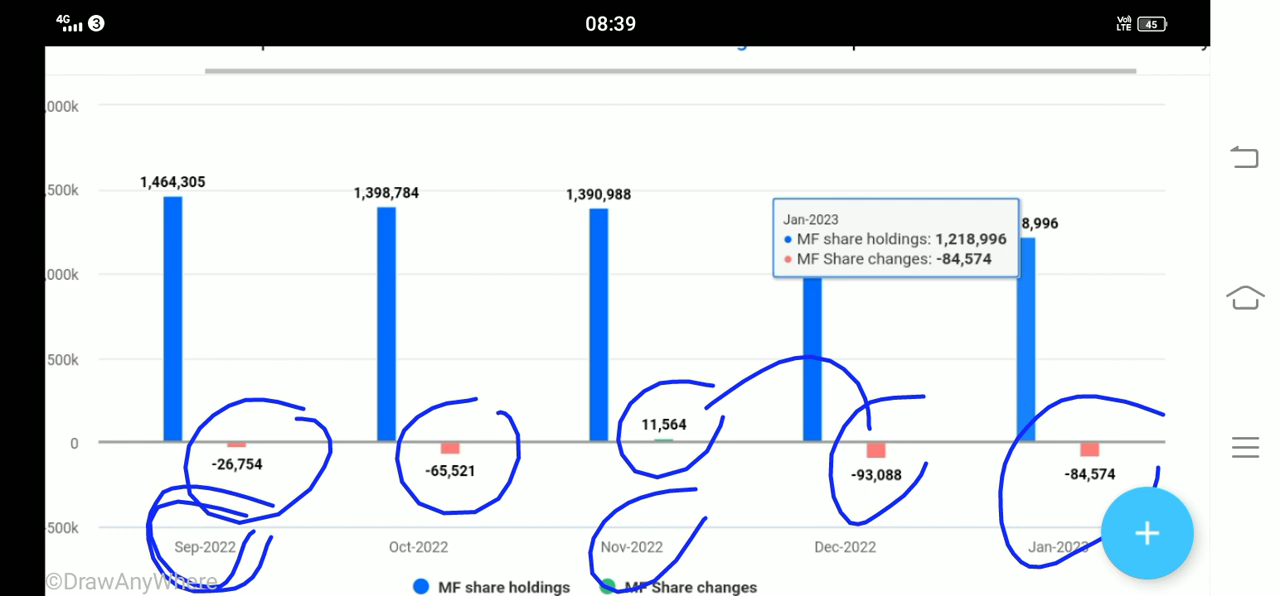 4G 3 08:39 VoI) LTE 45
,000k
1,464,305 1,398,784 1,390,988
,500k
Jan-2023
MF share holdings: 1,218,996
MF Share changes: -84,574
8,996
,000k
500k
11,564
0
-26,754 -65,521 -93,088 -84,574
-500k
Sep-2022 Oct-2022 Nov-2022 Dec-2022 Jan-2023
+
©DrawAnyWhere
MF share holdings MF Share changes